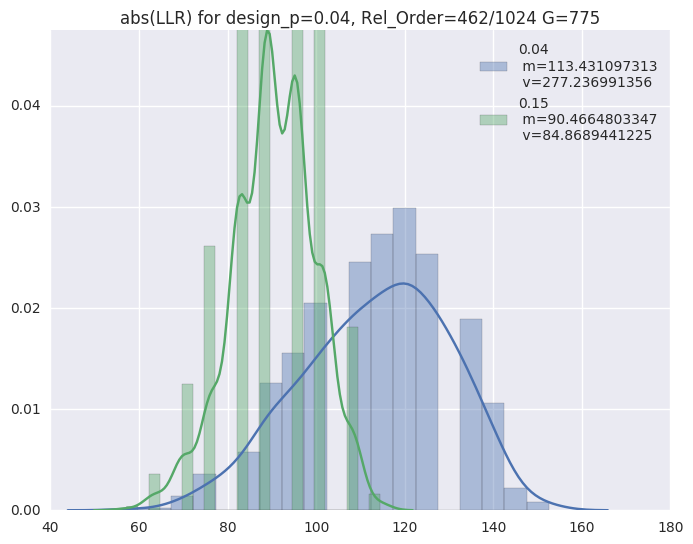 abs(LLR) for design_p=0.04, Rel_Order=462/1024 G=775
0.04
m=113.431097313
v=277.236991356
0.15
m=90.4664803347
v=84.8689441225
0.04
0.03
0.02
0.01
0.00
40 60 80 100 120 140 160 180